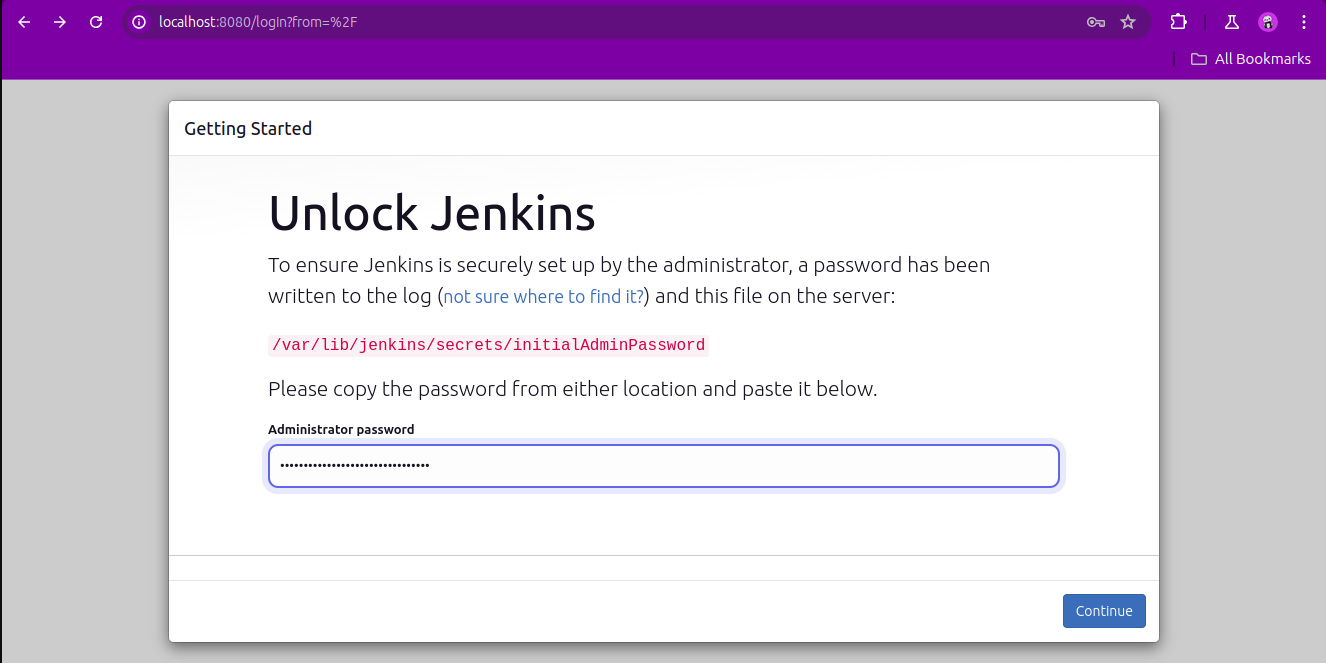 localhost:8080/login?from=%2F
All Bookmarks
Getting Started
Unlock Jenkins
To ensure Jenkins is securely set up by the administrator, a password has been
written to the log (not sure where to find it?) and this file on the server:
/var/lib/jenkins/secrets/initialAdminPassword
Please copy the password from either location and paste it below.
Administrator password
••••••••••••••••••••••••••••••••
Continue